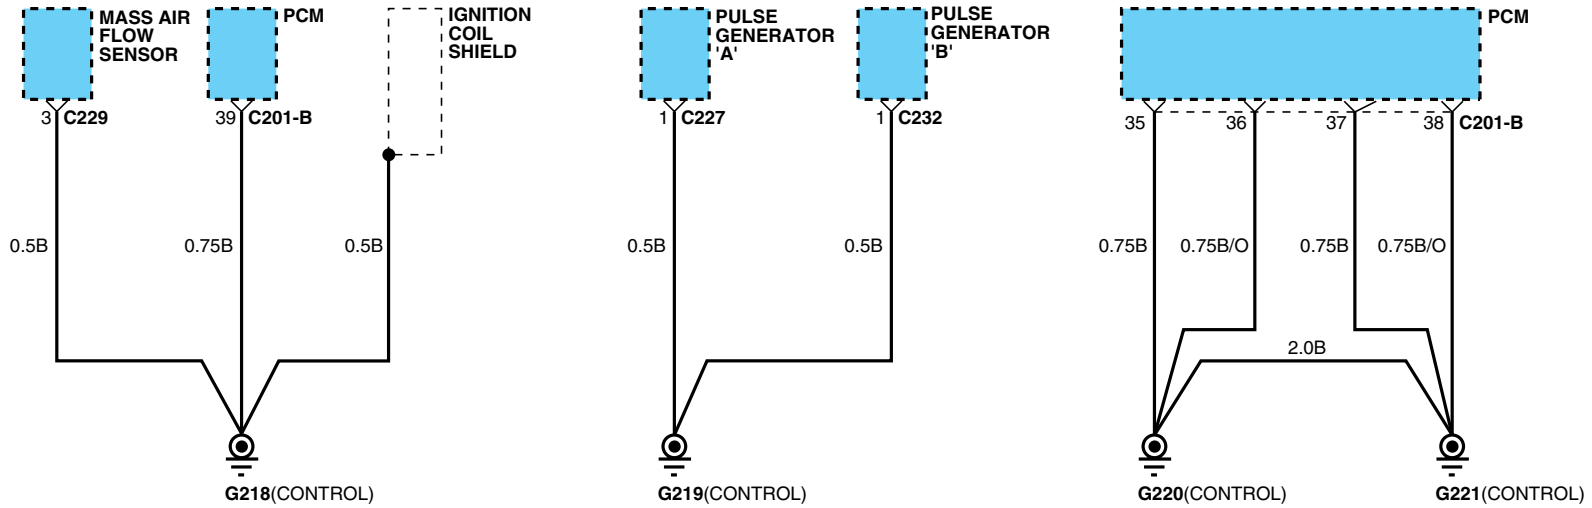 MASS AIR
FLOW
SENSOR
PCM
IGNITION
COIL
SHIELD
PULSE
GENERATOR
'A'
PULSE
GENERATOR
'B'
PCM
3 C229
39 C201-B
1 C227
1 C232
35 36 37 38 C201-B
0.5B 0.75B 0.5B 0.5B 0.5B 0.75B 0.75B/O 0.75B 0.75B/O
2.0B
G218(CONTROL) G219(CONTROL) G220(CONTROL) G221(CONTROL)